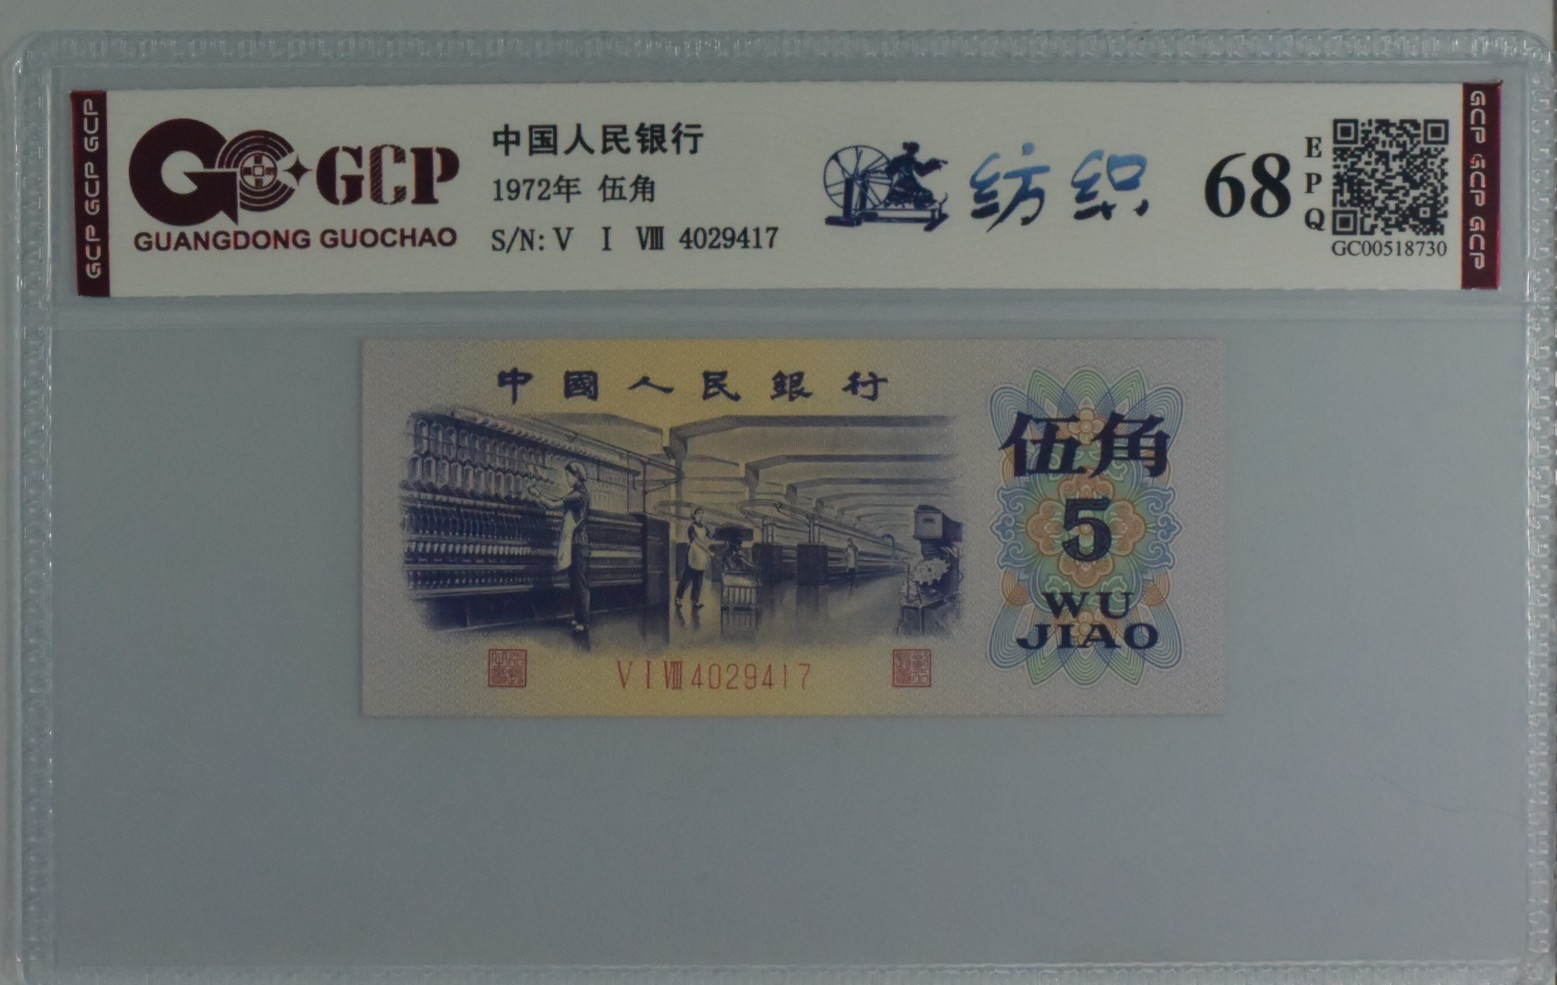 GCP GCP GCP
GCP
GUANGDONG GUOCHAO
中国人民银行
1972年 伍角
S/N: V I Ⅷ 4029417
纺织
68
EPQ
GC00518730
GCP GCP GCP GCP
中國人民銀行
伍角
5
WU
JIAO
V I Ⅷ 4029417